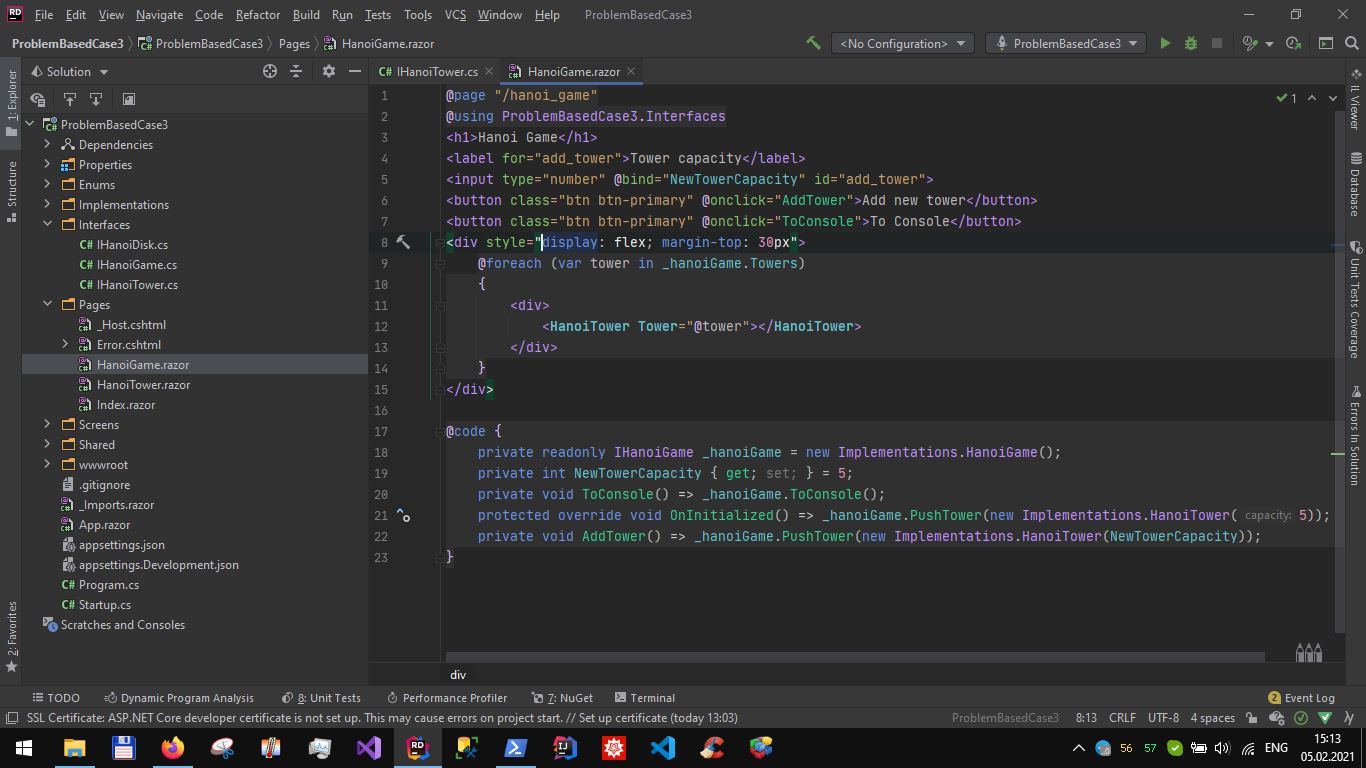 RD File Edit View Navigate Code Refactor Build Run Tests Tools VCS Window Help ProblemBasedCase3
ProblemBasedCase3 ProblemBasedCase3 Pages HanoiGame.razor <No Configuration> ProblemBasedCase3
Solution
C# IHanoiTower.cs HanoiGame.razor
1: Explorer
Structure
2: Favorites
ProblemBasedCase3
Dependencies
Properties
Enums
Implementations
Interfaces
C# IHanoiDisk.cs
C# IHanoiGame.cs
C# IHanoiTower.cs
Pages
_Host.cshtml
Error.cshtml
HanoiGame.razor
HanoiTower.razor
Index.razor
Screens
Shared
wwwroot
.gitignore
_Imports.razor
App.razor
appsettings.json
appsettings.Development.json
C# Program.cs
C# Startup.cs
Scratches and Consoles
1 @page "/hanoi_game"
2 @using ProblemBasedCase3.Interfaces
3 <h1>Hanoi Game</h1>
4 <label for="add_tower">Tower capacity</label>
5 <input type="number" @bind="NewTowerCapacity" id="add_tower">
6 <button class="btn btn-primary" @onclick="AddTower">Add new tower</button>
7 <button class="btn btn-primary" @onclick="ToConsole">To Console</button>
8 <div style="display: flex; margin-top: 30px">
9 @foreach (var tower in _hanoiGame.Towers)
10 {
11 <div>
12 <HanoiTower Tower="@tower"></HanoiTower>
13 </div>
14 }
15 </div>
16
17 @code {
18 private readonly IHanoiGame _hanoiGame = new Implementations.HanoiGame();
19 private int NewTowerCapacity { get; set; } = 5;
20 private void ToConsole() => _hanoiGame.ToConsole();
21 protected override void OnInitialized() => _hanoiGame.PushTower(new Implementations.HanoiTower( capacity: 5));
22 private void AddTower() => _hanoiGame.PushTower(new Implementations.HanoiTower(NewTowerCapacity));
23 }
1
IL Viewer
Database
Unit Tests Coverage
Errors In Solution
div
TODO Dynamic Program Analysis 8: Unit Tests Performance Profiler 7: NuGet Terminal 2 Event Log
SSL Certificate: ASP.NET Core developer certificate is not set up. This may cause errors on project start. // Set up certificate (today 13:03) ProblemBasedCase3 8:13 CRLF UTF-8 4 spaces
RD IJ 56 57 ENG 15:13
05.02.2021